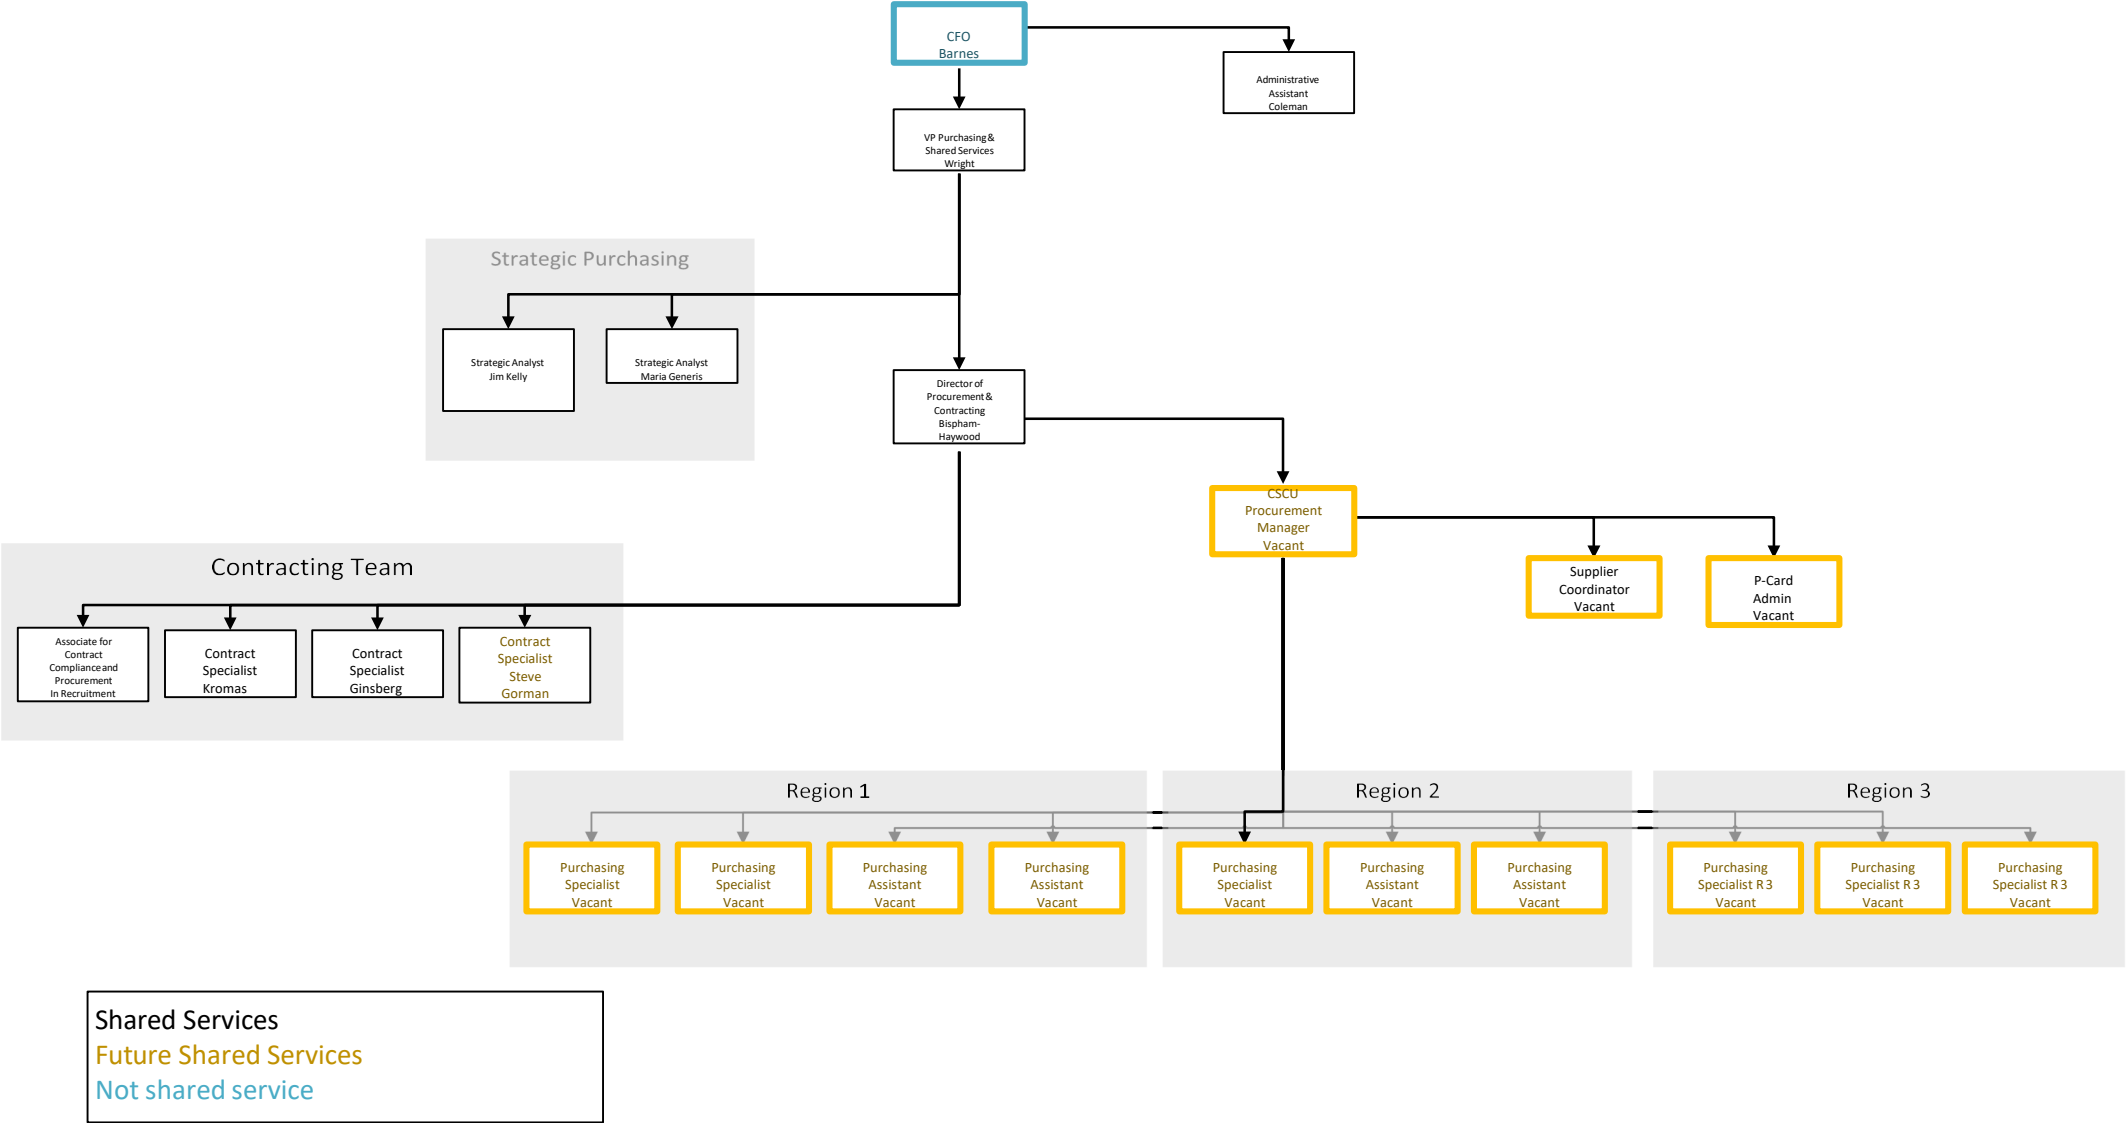 CFO
Barnes
Administrative
Assistant
Coleman
VP Purchasing &
Shared Services
Wright
Strategic Purchasing
Strategic Analyst
Jim Kelly
Strategic Analyst
Maria Generis
Director of
Procurement &
Contracting
Bispham-
Haywood
CSCU
Procurement
Manager
Vacant
Supplier
Coordinator
Vacant
P-Card
Admin
Vacant
Contracting Team
Associate for
Contract
Compliance and
Procurement
In Recruitment
Contract
Specialist
Kromas
Contract
Specialist
Ginsberg
Contract
Specialist
Steve
Gorman
Region 1
Purchasing
Specialist
Vacant
Purchasing
Specialist
Vacant
Purchasing
Assistant
Vacant
Purchasing
Assistant
Vacant
Region 2
Purchasing
Specialist
Vacant
Purchasing
Assistant
Vacant
Purchasing
Assistant
Vacant
Region 3
Purchasing
Specialist R 3
Vacant
Purchasing
Specialist R 3
Vacant
Purchasing
Specialist R 3
Vacant
Shared Services
Future Shared Services
Not shared service